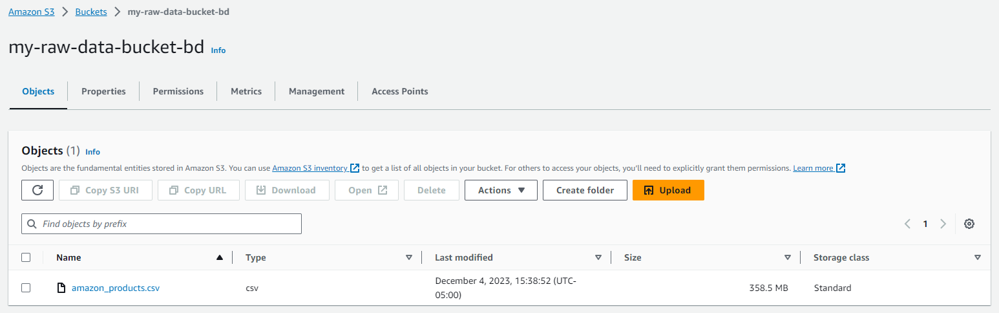 Amazon S3 > Buckets > my-raw-data-bucket-bd
my-raw-data-bucket-bd Info
Objects Properties Permissions Metrics Management Access Points
Objects (1) Info
Objects are the fundamental entities stored in Amazon S3. You can use Amazon S3 inventory to get a list of all objects in your bucket. For others to access your objects, you'll need to explicitly grant them permissions. Learn more
Copy S3 URI Copy URL Download Open Delete Actions Create folder Upload
Find objects by prefix 1
Name Type Last modified Size Storage class
amazon_products.csv csv December 4, 2023, 15:38:52 (UTC- 358.5 MB Standard
05:00)